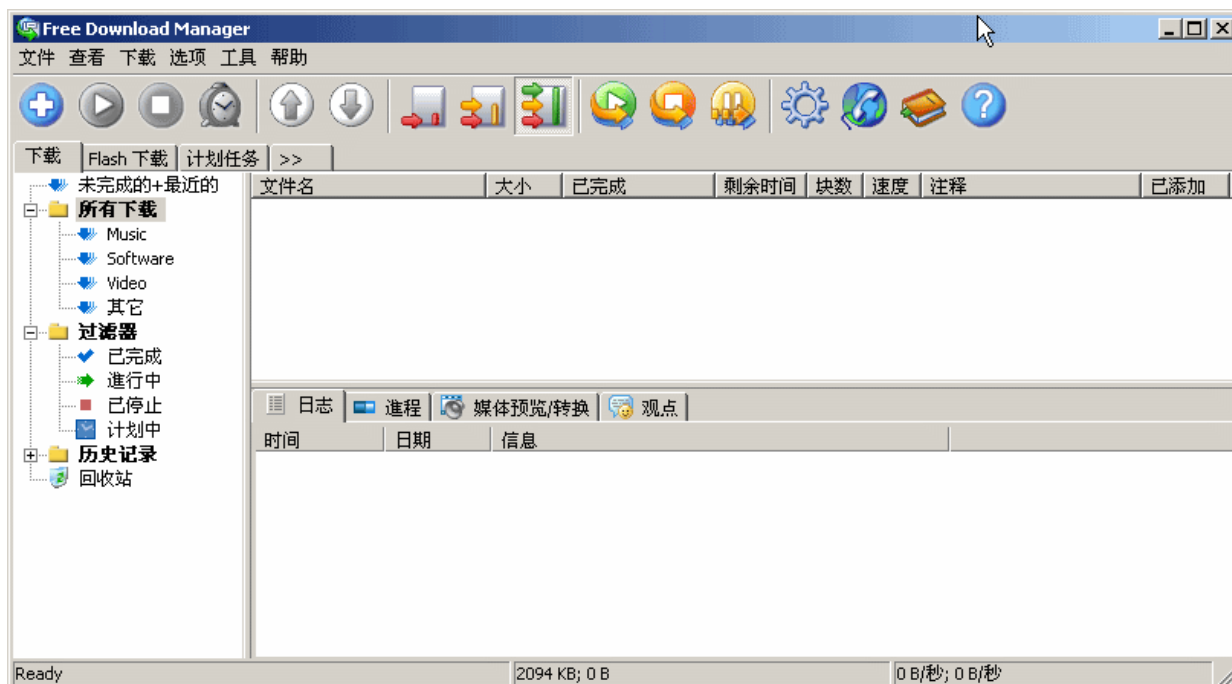 Free Download Manager
文件 查看 下载 选项 工具 帮助
下载 Flash 下载 计划任务 >>
未完成的+最近的
所有下载
Music
Software
Video
其它
过滤器
已完成
進行中
已停止
计划中
历史记录
回收站
文件名 大小 已完成 剩余时间 块数 速度 注释 已添加
日志 進程 媒体预览/转换 观点
时间 日期 信息
Ready 2094 KB; 0 B 0 B/秒; 0 B/秒